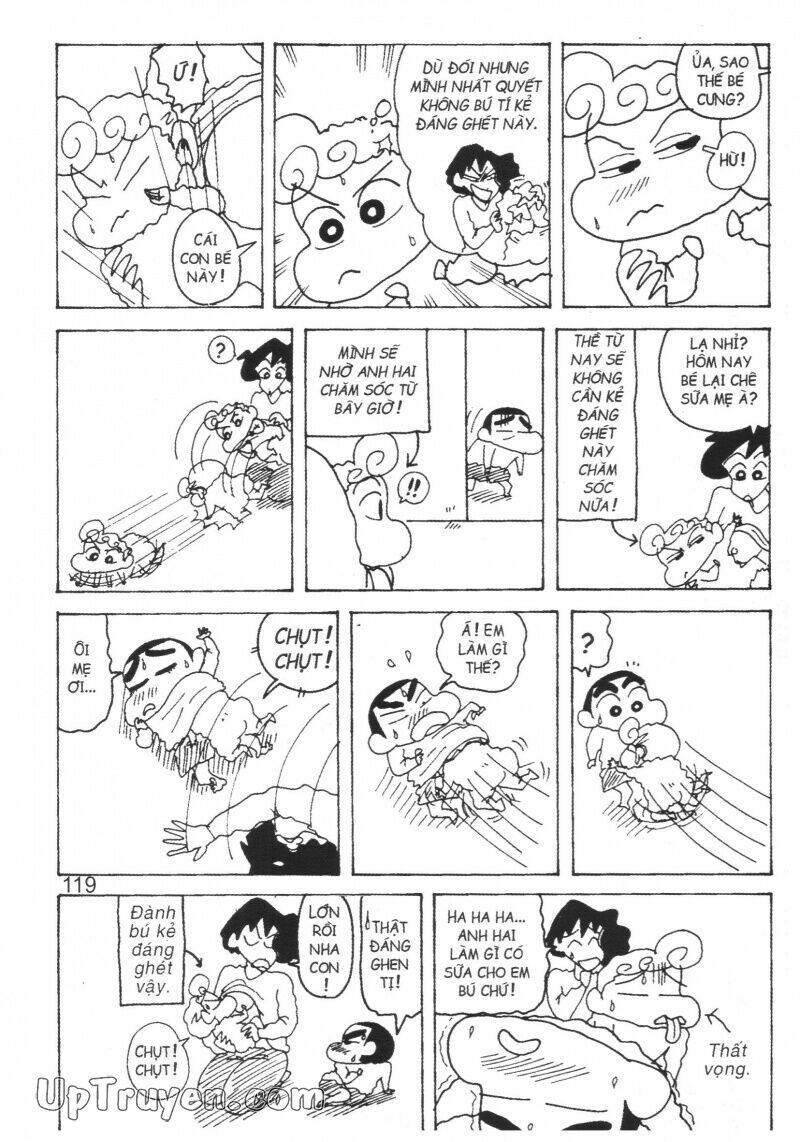 ỦA, SAO
THẾ BÉ
CƯNG?
HỪ!
DÙ ĐÓI NHƯNG
MÌNH NHẤT QUYẾT
KHÔNG BÚ TÍ KẺ
ĐÁNG GHÉT NÀY.
Ứ!
CÁI
CON BÉ
NÀY!
LẠ NHỈ?
HÔM NAY
BÉ LẠI CHÊ
SỮA MẸ À?
THỀ TỪ
NAY SẼ
KHÔNG
CẦN KẺ
ĐÁNG
GHÉT
NÀY
CHĂM
SÓC
NỮA!
MÌNH SẼ
NHỜ ANH HAI
CHĂM SÓC TỪ
BÂY GIỜ!
!!
?
?
Á! EM
LÀM GÌ
THẾ?
CHỤT!
CHỤT!
ÔI
MẸ
ƠI...
HA HA HA...
ANH HAI
LÀM GÌ CÓ
SỮA CHO EM
BÚ CHỨ!
Thất
vọng.
THẬT
ĐÁNG
GHEN
TỊ!
LỚN
RỒI
NHA
CON!
Đành
bú kẻ
đáng
ghét
vậy.
CHỤT!
CHỤT!
119
UpTruyen.com